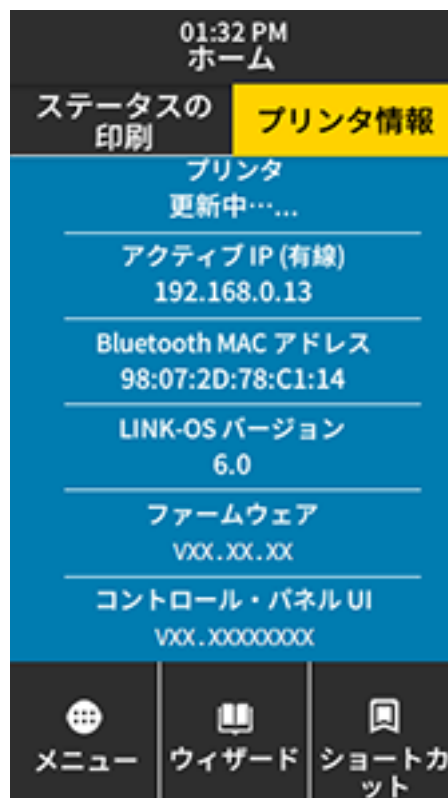 01:32 PM
ホーム
ステータスの
印刷
プリンタ情報
プリンタ
更新中…...
アクティブ IP (有線)
192.168.0.13
Bluetooth MAC アドレス
98:07:2D:78:C1:14
LINK-OS バージョン
6.0
ファームウェア
VXX.XX.XX
コントロール・パネル UI
VXX.XXXXXXXX
メニュー
ウィザード
ショートカ
ット